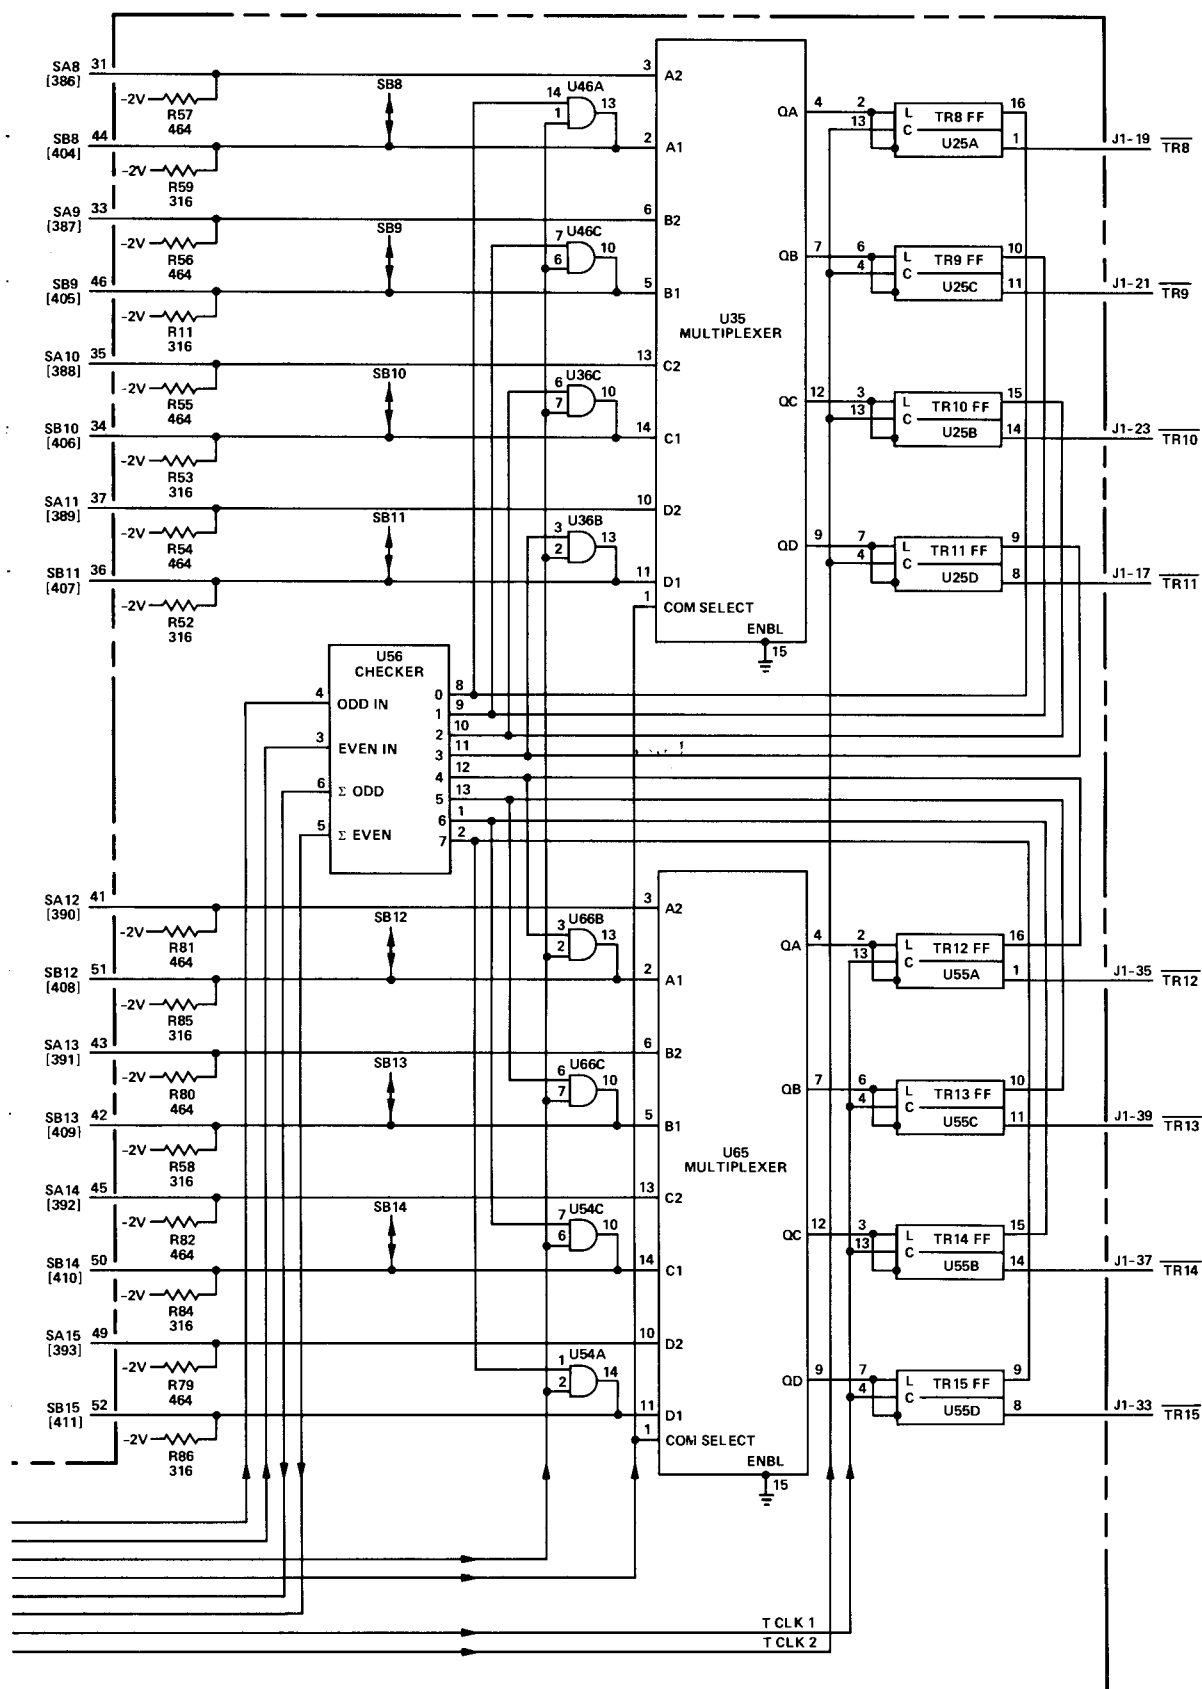 SA8 31
[386]
-2V
R57
464
SB8
U46A
14
1
13
3 A2
SB8 44
[404]
-2V
R59
316
2 A1
QA 4
2
13
L TR8 FF 16
C
U25A 1
J1-19 TR8
SA9 33
[387]
-2V
R56
464
SB9
U46C
7
6
10
6 B2
SB9 46
[405]
-2V
R11
316
5 B1
QB 7
6
4
L TR9 FF 10
C
U25C 11
J1-21 TR9
U35
MULTIPLEXER
SA10 35
[388]
-2V
R55
464
SB10
U36C
6
7
10
13 C2
SB10 34
[406]
-2V
R53
316
14 C1
QC 12
3
13
L TR10 FF 15
C
U25B 14
J1-23 TR10
SA11 37
[389]
-2V
R54
464
SB11
U36B
3
2
13
10 D2
SB11 36
[407]
-2V
R52
316
11 D1
1 COM SELECT
QD 9
7
4
L TR11 FF 9
C
U25D 8
J1-17 TR11
ENBL
15
U56
CHECKER
4 ODD IN
3 EVEN IN
6 Σ ODD
5 Σ EVEN
0 8
1 9
2 10
3 11
4 12
5 13
6 1
7 2
SA12 41
[390]
-2V
R81
464
SB12
U66B
3
2
13
3 A2
SB12 51
[408]
-2V
R85
316
2 A1
QA 4
2
13
L TR12 FF 16
C
U55A 1
J1-35 TR12
SA13 43
[391]
-2V
R80
464
SB13
U66C
6
7
10
6 B2
SB13 42
[409]
-2V
R58
316
5 B1
QB 7
6
4
L TR13 FF 10
C
U55C 11
J1-39 TR13
U65
MULTIPLEXER
SA14 45
[392]
-2V
R82
464
SB14
U54C
7
6
10
13 C2
SB14 50
[410]
-2V
R84
316
14 C1
QC 12
3
13
L TR14 FF 15
C
U55B 14
J1-37 TR14
SA15 49
[393]
-2V
R79
464
U54A
1
2
14
10 D2
SB15 52
[411]
-2V
R86
316
11 D1
1 COM SELECT
QD 9
7
4
L TR15 FF 9
C
U55D 8
J1-33 TR15
ENBL
15
T CLK 1
T CLK 2